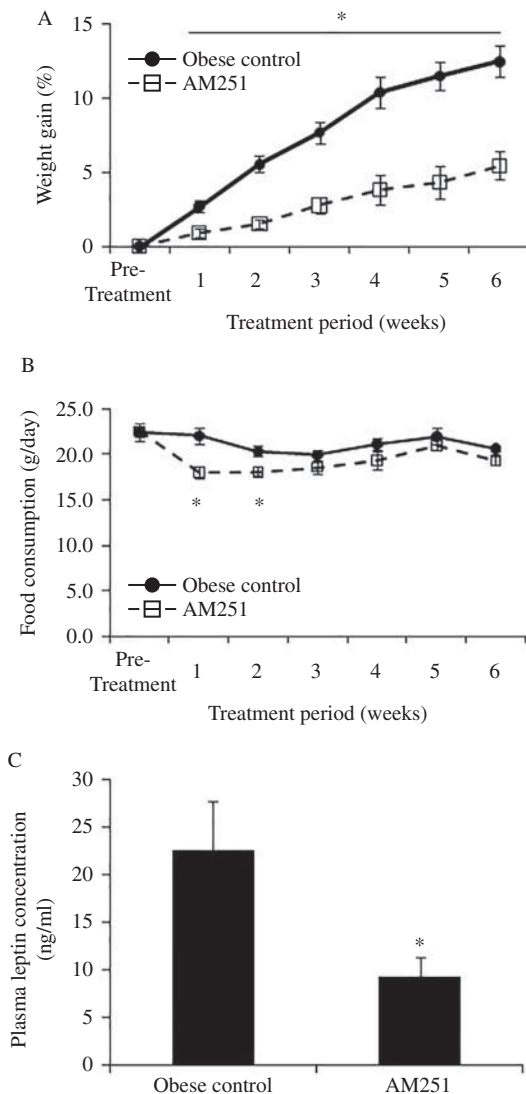 A
*
15
10
5
0
Weight gain (%)
Obese control
AM251
Pre-
Treatment
1 2 3 4 5 6
Treatment period (weeks)
B
25.0
20.0
15.0
10.0
5.0
0.0
Food consumption (g/day)
* *
Obese control
AM251
Pre-
Treatment
1 2 3 4 5 6
Treatment period (weeks)
C
30
25
20
15
10
5
0
Plasma leptin concentration
(ng/ml)
*
Obese control AM251